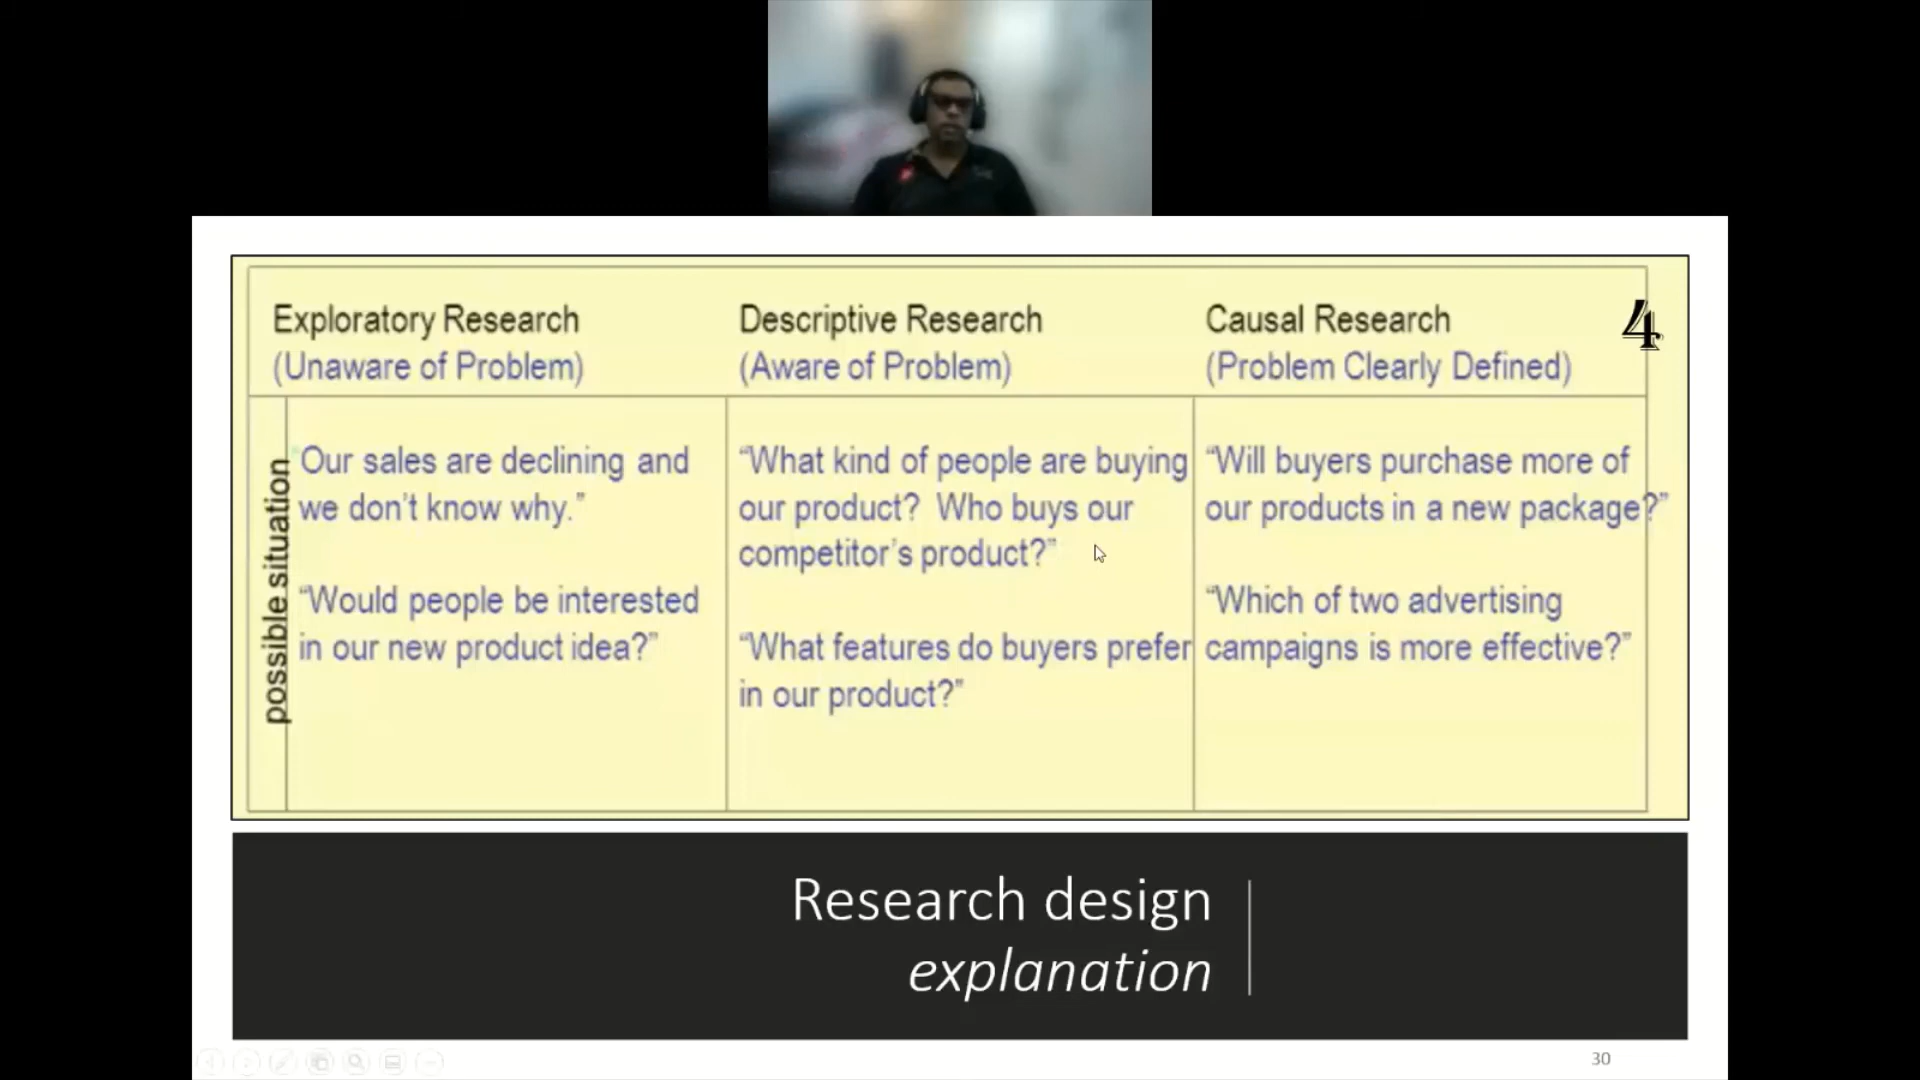 Exploratory Research
(Unaware of Problem)
Descriptive Research
(Aware of Problem)
Causal Research
(Problem Clearly Defined)
4
possible situation
“Our sales are declining and
we don’t know why.”
“Would people be interested
in our new product idea?”
“What kind of people are buying
our product? Who buys our
competitor’s product?”
“What features do buyers prefer
in our product?”
“Will buyers purchase more of
our products in a new package?”
“Which of two advertising
campaigns is more effective?”
Research design
explanation
30